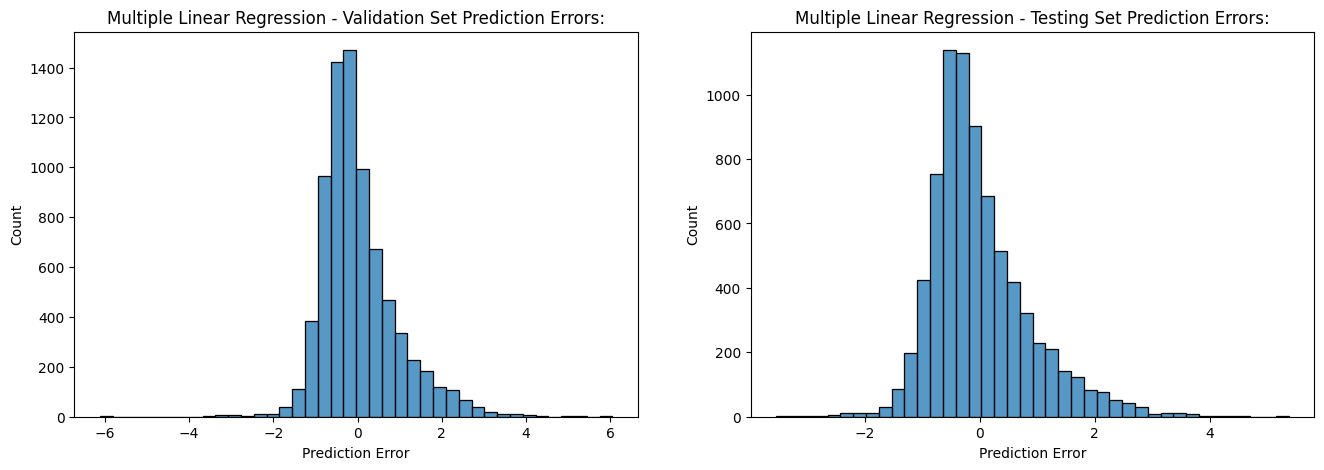 Multiple Linear Regression - Validation Set Prediction Errors:
1400
1200
1000
800
600
400
200
0
Count
−6 −4 −2 0 2 4 6
Prediction Error
Multiple Linear Regression - Testing Set Prediction Errors:
1000
800
600
400
200
0
Count
−2 0 2 4
Prediction Error